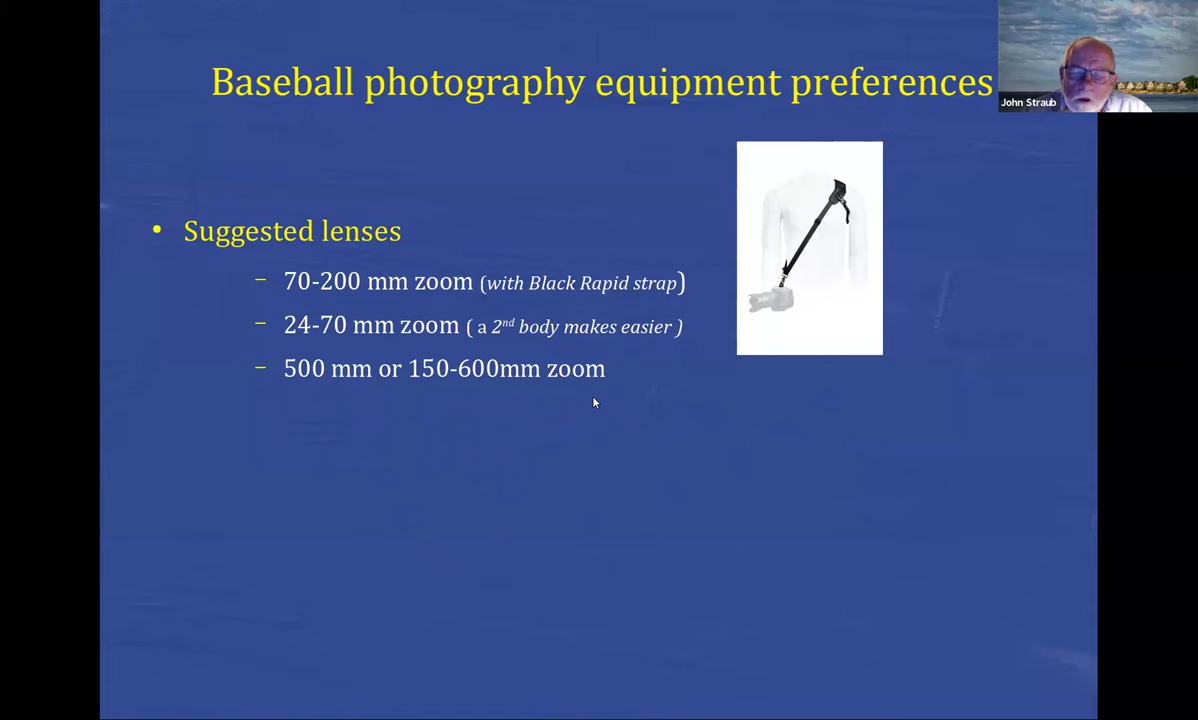 Baseball photography equipment preferences
John Straub
• Suggested lenses
– 70-200 mm zoom (with Black Rapid strap)
– 24-70 mm zoom ( a 2nd body makes easier )
– 500 mm or 150-600mm zoom